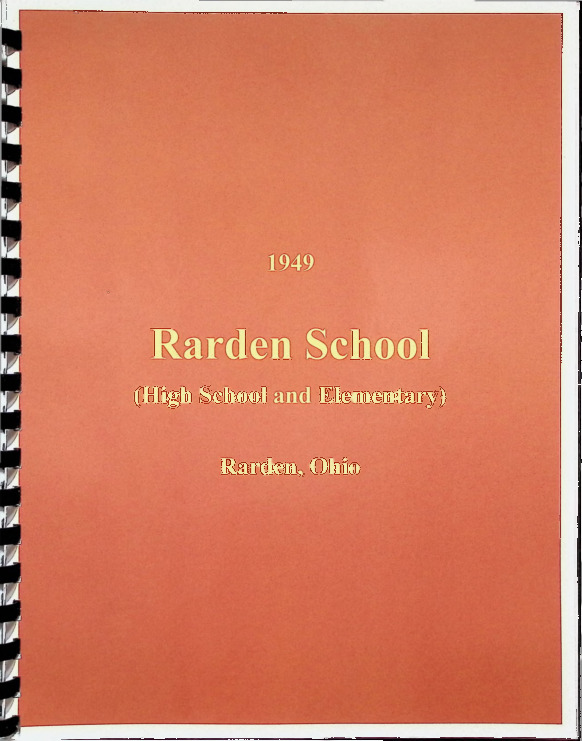 1949
Rarden School
(High School and Elementary)
Rarden, Ohio